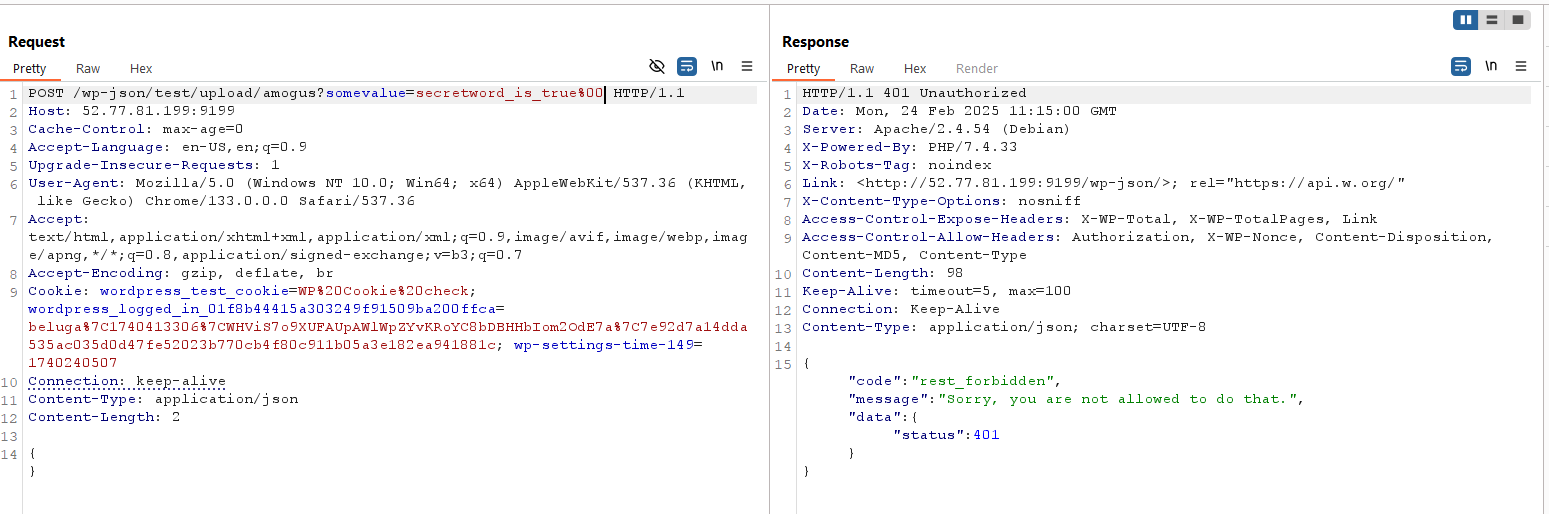 Request
Pretty Raw Hex \n
1 POST /wp-json/test/upload/amogus?somevalue=secretword_is_true%00 HTTP/1.1
2 Host: 52.77.81.199:9199
3 Cache-Control: max-age=0
4 Accept-Language: en-US,en;q=0.9
5 Upgrade-Insecure-Requests: 1
6 User-Agent: Mozilla/5.0 (Windows NT 10.0; Win64; x64) AppleWebKit/537.36 (KHTML,
like Gecko) Chrome/133.0.0.0 Safari/537.36
7 Accept:
text/html,application/xhtml+xml,application/xml;q=0.9,image/avif,image/webp,imag
e/apng,*/*;q=0.8,application/signed-exchange;v=b3;q=0.7
8 Accept-Encoding: gzip, deflate, br
9 Cookie: wordpress_test_cookie=WP%20Cookie%20check;
wordpress_logged_in_01f8b44415a303249f91509ba200ffca=
beluga%7C1740413306%7CWHViS7o9XUFAUpAWlWpZYvKRoYC8bDBHHbIom2OdE7a%7C7e92d7a14dda
535ac035d0d47fe52023b770cb4f80c911b05a3e182ea941881c; wp-settings-time-149=
1740240507
10 Connection: keep-alive
11 Content-Type: application/json
12 Content-Length: 2
13
14 {
}
Response
Pretty Raw Hex Render \n
1 HTTP/1.1 401 Unauthorized
2 Date: Mon, 24 Feb 2025 11:15:00 GMT
3 Server: Apache/2.4.54 (Debian)
4 X-Powered-By: PHP/7.4.33
5 X-Robots-Tag: noindex
6 Link: <http://52.77.81.199:9199/wp-json/>; rel="https://api.w.org/"
7 X-Content-Type-Options: nosniff
8 Access-Control-Expose-Headers: X-WP-Total, X-WP-TotalPages, Link
9 Access-Control-Allow-Headers: Authorization, X-WP-Nonce, Content-Disposition,
Content-MD5, Content-Type
10 Content-Length: 98
11 Keep-Alive: timeout=5, max=100
12 Connection: Keep-Alive
13 Content-Type: application/json; charset=UTF-8
14
15 {
"code":"rest_forbidden",
"message":"Sorry, you are not allowed to do that.",
"data":{
"status":401
}
}